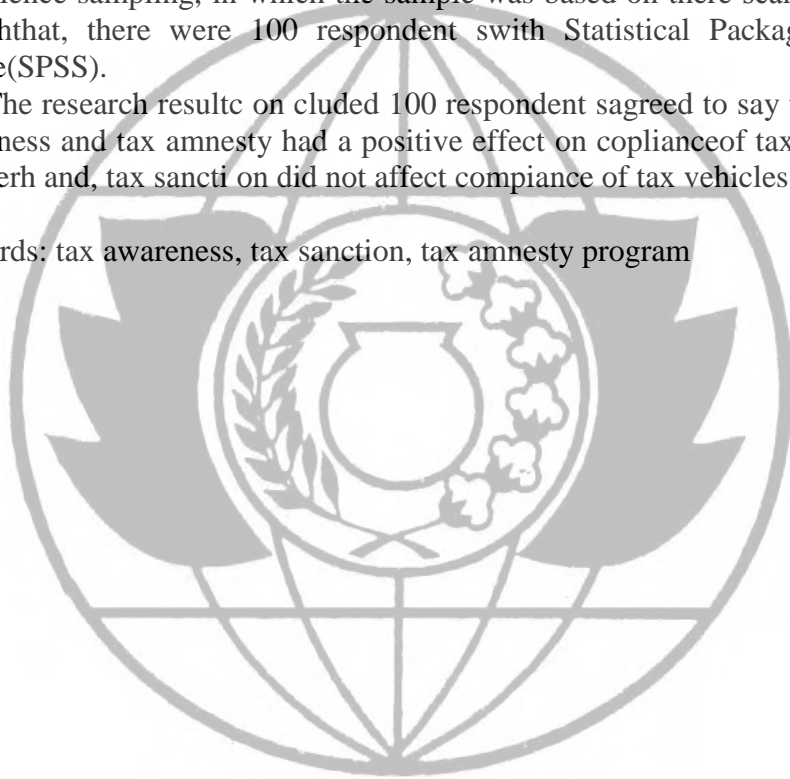 ience sampling, in which the sample was based on there sear
hthat, there were 100 respondent swith Statistical Packag
e(SPSS).
The research resultc on cluded 100 respondent sagreed to say
ness and tax amnesty had a positive effect on coplianceof tax
erh and, tax sancti on did not affect compiance of tax vehicles
rds: tax awareness, tax sanction, tax amnesty program